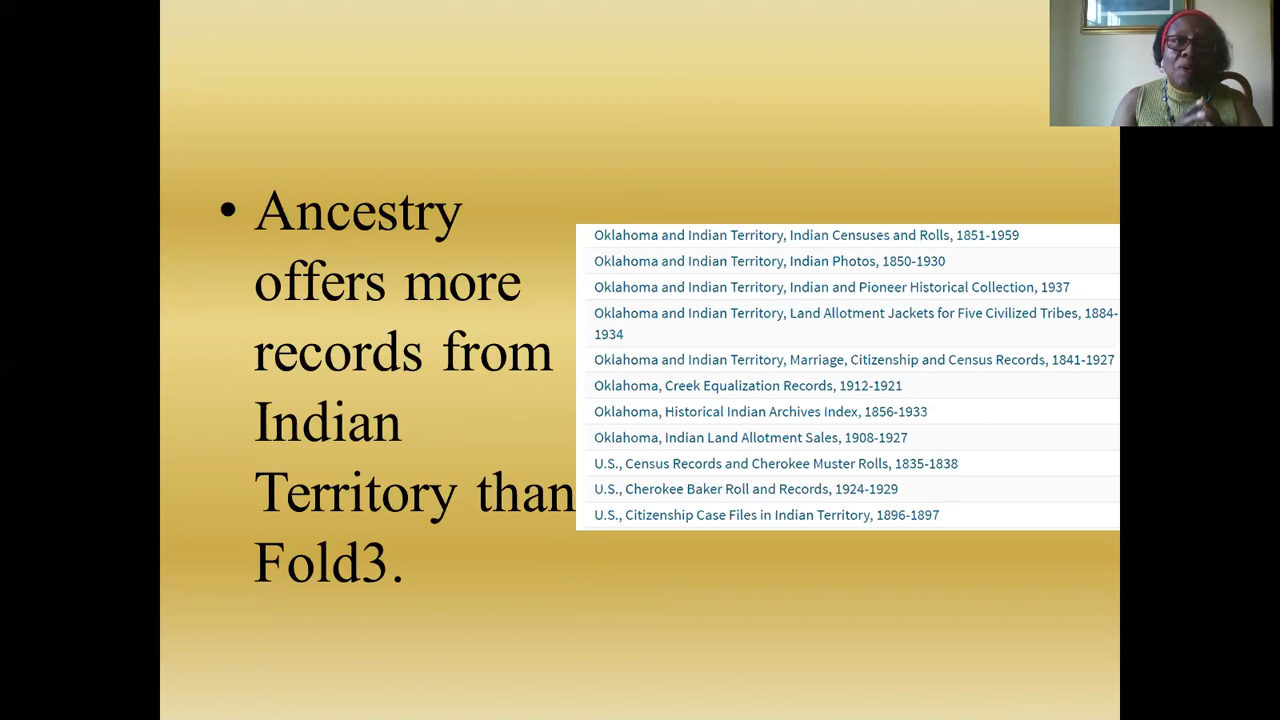 • Ancestry
offers more
records from
Indian
Territory than
Fold3.
Oklahoma and Indian Territory, Indian Censuses and Rolls, 1851-1959
Oklahoma and Indian Territory, Indian Photos, 1850-1930
Oklahoma and Indian Territory, Indian and Pioneer Historical Collection, 1937
Oklahoma and Indian Territory, Land Allotment Jackets for Five Civilized Tribes, 1884-
1934
Oklahoma and Indian Territory, Marriage, Citizenship and Census Records, 1841-1927
Oklahoma, Creek Equalization Records, 1912-1921
Oklahoma, Historical Indian Archives Index, 1856-1933
Oklahoma, Indian Land Allotment Sales, 1908-1927
U.S., Census Records and Cherokee Muster Rolls, 1835-1838
U.S., Cherokee Baker Roll and Records, 1924-1929
U.S., Citizenship Case Files in Indian Territory, 1896-1897